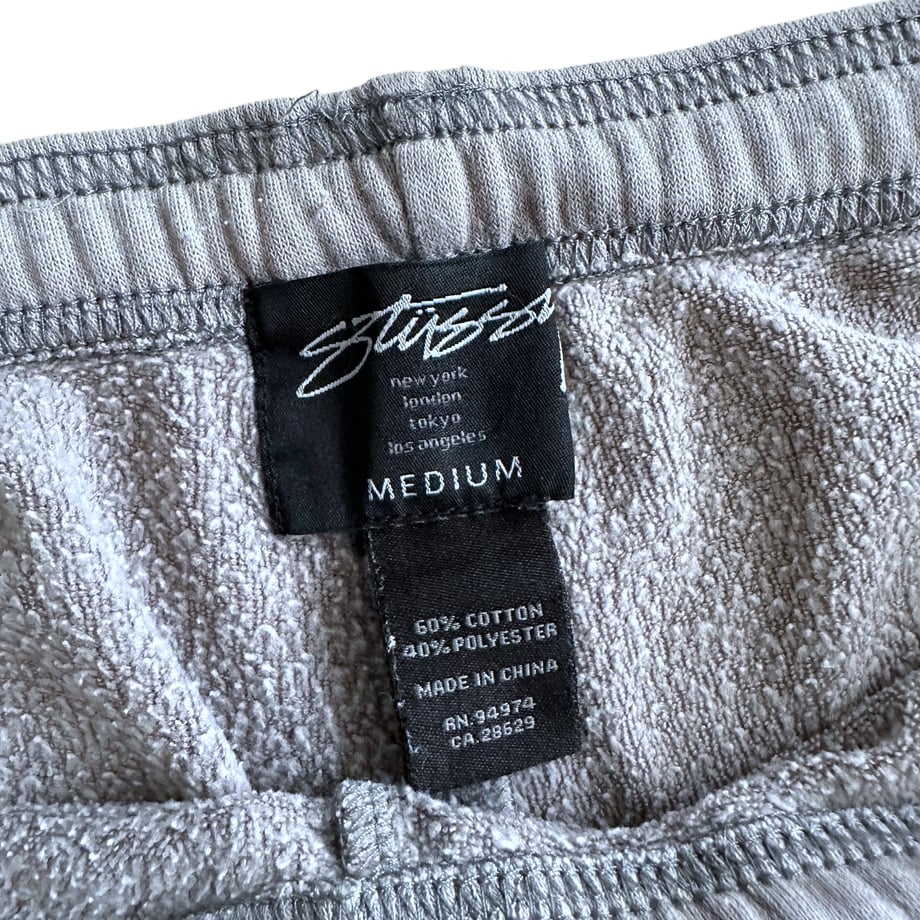 Stüssy
new york
london
tokyo
los angeles
MEDIUM
60% COTTON
40% POLYESTER
MADE IN CHINA
RN.94974
CA.28629